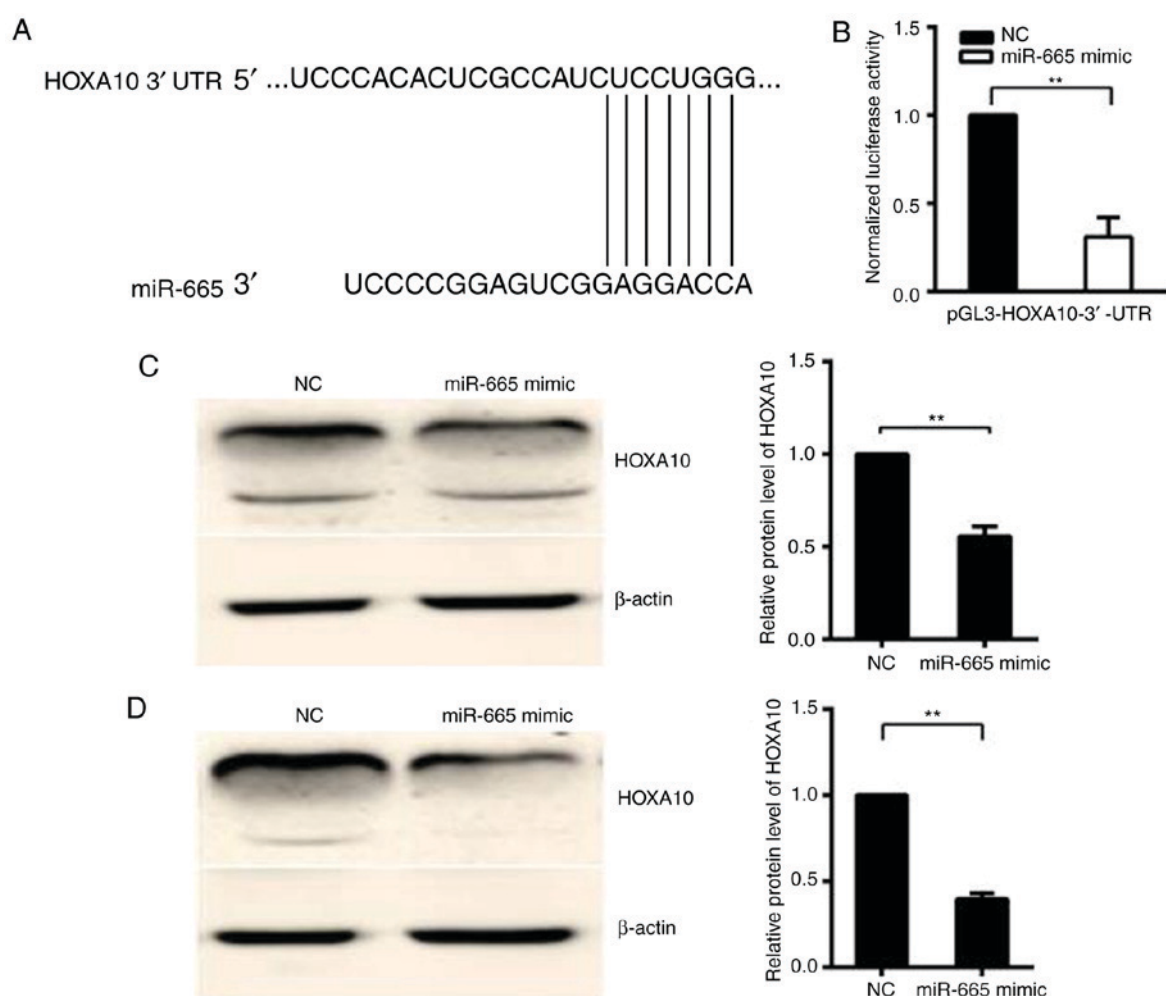 A
HOXA10 3′ UTR 5′ ...UCCCACACUCGCCAUCUCCUGGG...
miR-665 3′ UCCCCGGAGUCGGAGGACCA
B
NC
miR-665 mimic
**
Normalized luciferase activity
1.5
1.0
0.5
0.0
pGL3-HOXA10-3′ -UTR
C
NC miR-665 mimic
HOXA10
β-actin
Relative protein level of HOXA10
1.5
1.0
0.5
0.0
**
NC miR-665 mimic
D
NC miR-665 mimic
HOXA10
β-actin
Relative protein level of HOXA10
1.5
1.0
0.5
0.0
**
NC miR-665 mimic